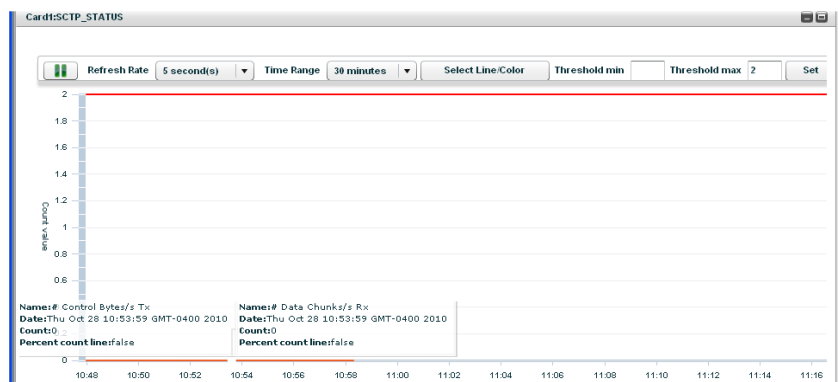 Card1:SCTP_STATUS
Refresh Rate 5 second(s) Time Range 30 minutes Select Line/Color Threshold min Threshold max 2 Set
2
1.8
1.6
1.4
1.2
1
0.8
0.6
0.2
0
Count value
Name:# Control Bytes/s Tx
Date:Thu Oct 28 10:53:59 GMT-0400 2010
Count:0
Percent count line:false
Name:# Data Chunks/s Rx
Date:Thu Oct 28 10:53:59 GMT-0400 2010
Count:0
Percent count line:false
10:48 10:50 10:52 10:54 10:56 10:58 11:00 11:02 11:04 11:06 11:08 11:10 11:12 11:14 11:16